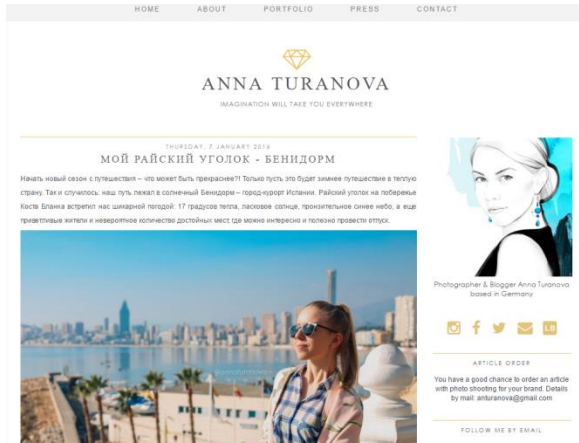 HOME ABOUT PORTFOLIO PRESS CONTACT
ANNA TURANOVA
IMAGINATION WILL TAKE YOU EVERYWHERE
THURSDAY, 7 JANUARY 2016
МОЙ РАЙСКИЙ УГОЛОК - БЕНИДОРМ
Начать новый сезон с путешествия – что может быть прекраснее?! Только пусть это будет зимнее путешествие в теплую
страну. Так и случилось: наш путь лежал в солнечный Бенидорм – город-курорт Испании. Райский уголок на побережье
Коста Бланка встретил нас шикарной погодой: 17 градусов тепла, ласковое солнце, пронзительное синее небо, а еще
приветливые жители и невероятное количество достойных мест, где можно интересно и полезно провести отпуск.
Photographer & Blogger Anna Turanova
based in Germany
LB
ARTICLE ORDER
You have a good chance to order an article
with photo shooting for your brand. Details
by mail: anturanova@gmail.com
FOLLOW ME BY EMAIL